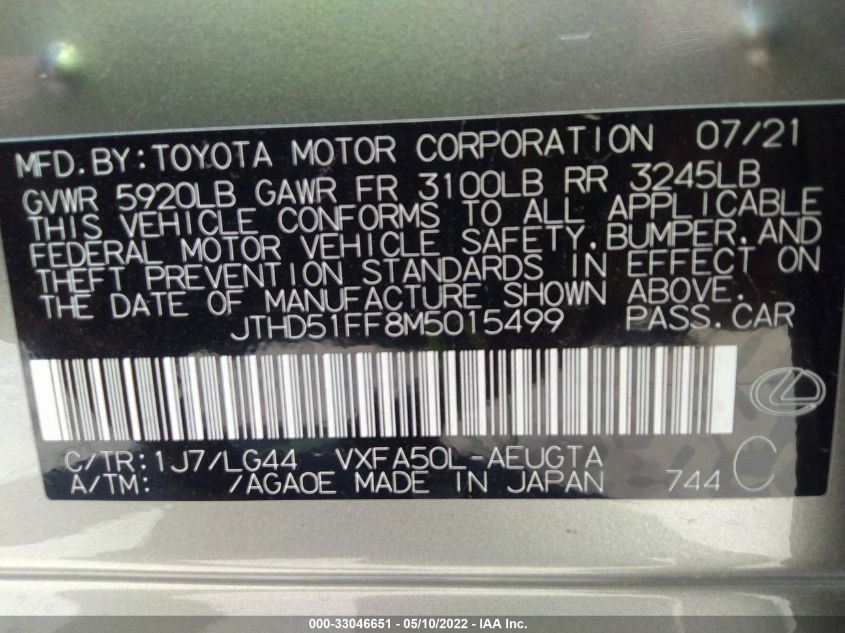 MFD. BY: TOYOTA MOTOR CORPORATION 07/21
GVWR 5920LB GAWR FR 3100LB RR 3245LB
THIS VEHICLE CONFORMS TO ALL APPLICABLE
FEDERAL MOTOR VEHICLE SAFETY, BUMPER, AND
THEFT PREVENTION STANDARDS IN EFFECT ON
THE DATE OF MANUFACTURE SHOWN ABOVE.
JTHD51FF8M5015499 PASS. CAR
C/TR: 1J7/LG44 VXFA50L-AEUGTA
A/TM: /AGA0E MADE IN JAPAN 744 C
000-33046651 - 05/10/2022 - IAA Inc.